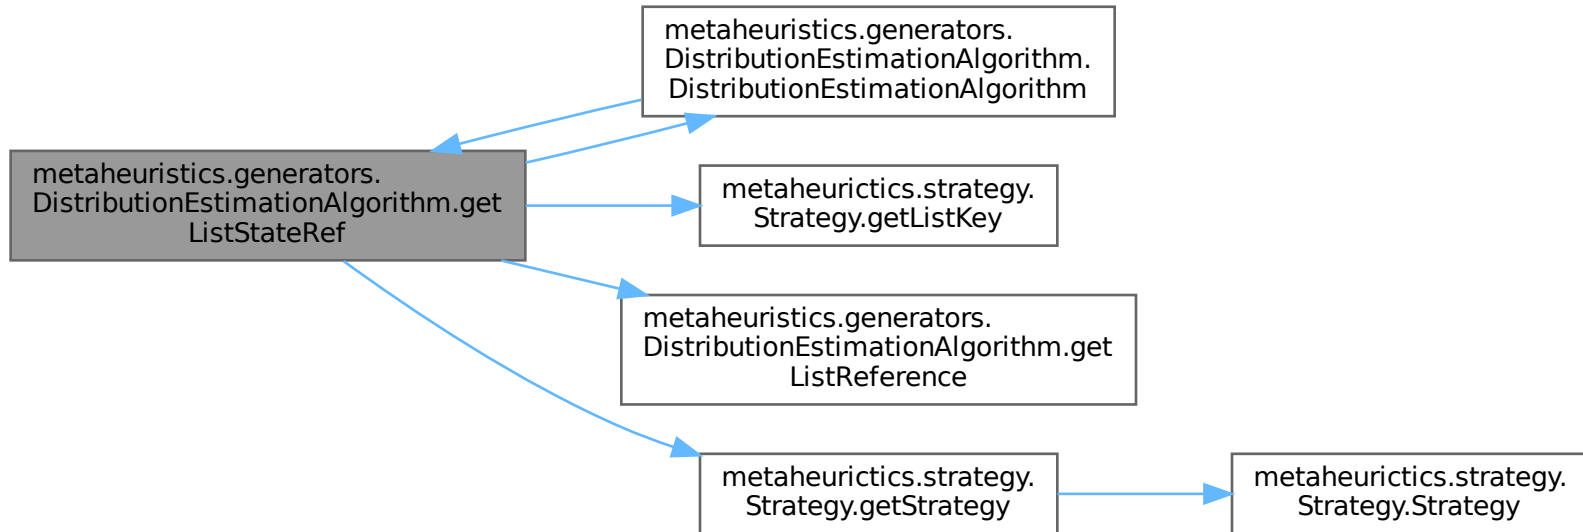 metaheuristics.generators.
DistributionEstimationAlgorithm.
DistributionEstimationAlgorithm
metaheuristics.generators.
DistributionEstimationAlgorithm.get
ListStateRef
metaheurictics.strategy.
Strategy.getListKey
metaheuristics.generators.
DistributionEstimationAlgorithm.get
ListReference
metaheurictics.strategy.
Strategy.getStrategy
metaheurictics.strategy.
Strategy.Strategy